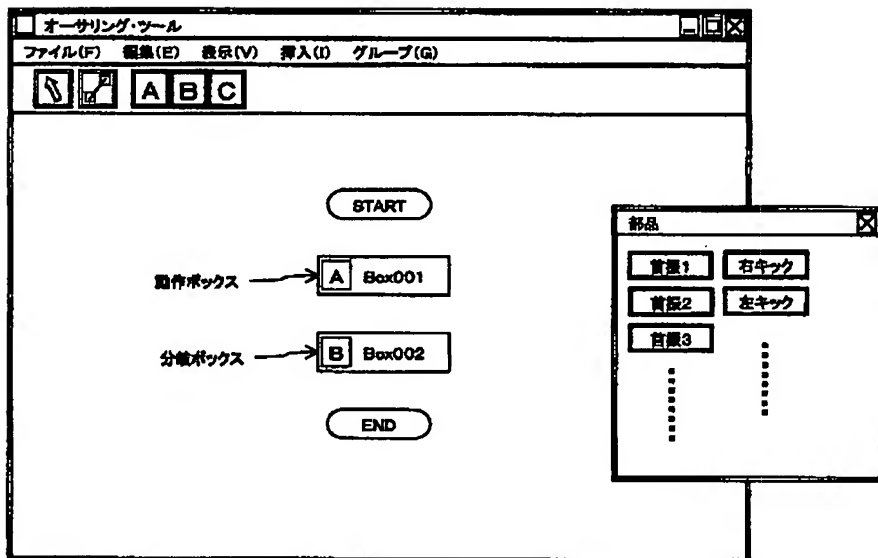 オーサリング・ツール
ファイル(F) 編集(E) 表示(V) 挿入(I) グループ(G)
A B C
START
動作ボックス
A Box001
分岐ボックス
B Box002
END
部品
首振1 右キック
首振2 左キック
首振3